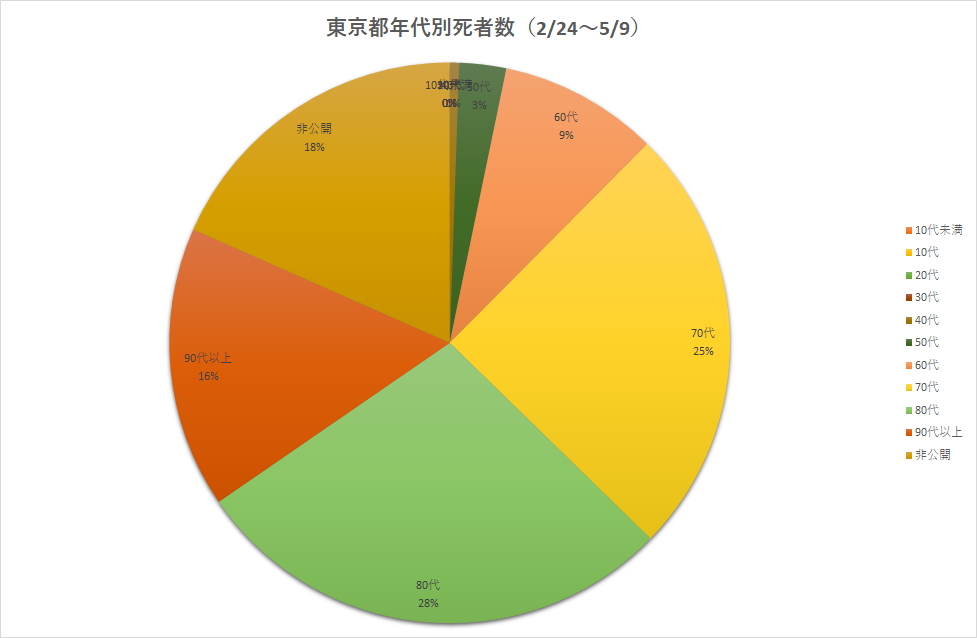 東京都年代別死者数（2/24～5/9）
50代
3%
60代
9%
非公開
18%
70代
25%
90代以上
16%
80代
28%
10代未満
10代
20代
30代
40代
50代
60代
70代
80代
90代以上
非公開